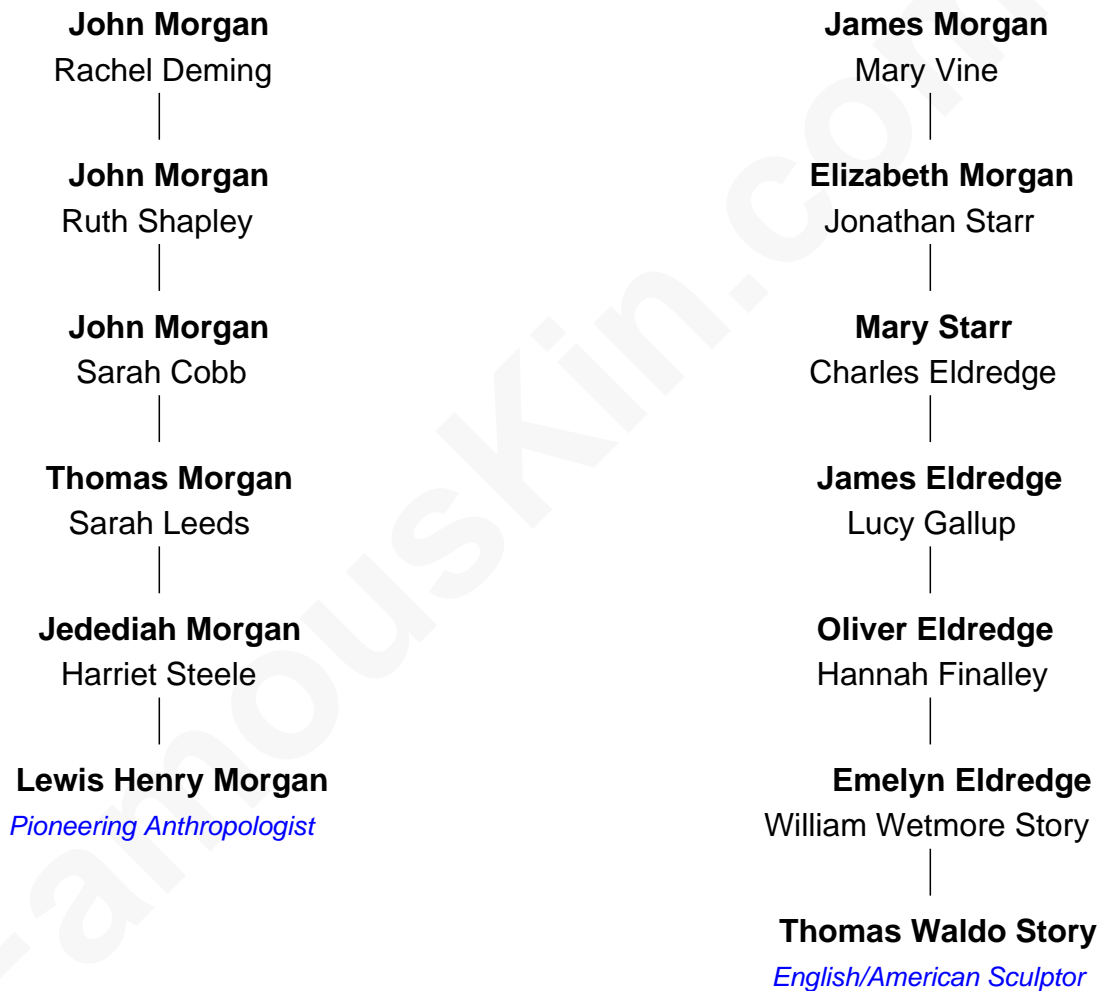 John Morgan
Rachel Deming
John Morgan
Ruth Shapley
John Morgan
Sarah Cobb
Thomas Morgan
Sarah Leeds
Jedediah Morgan
Harriet Steele
Lewis Henry Morgan
Pioneering Anthropologist
James Morgan
Mary Vine
Elizabeth Morgan
Jonathan Starr
Mary Starr
Charles Eldredge
James Eldredge
Lucy Gallup
Oliver Eldredge
Hannah Finalley
Emelyn Eldredge
William Wetmore Story
Thomas Waldo Story
English/American Sculptor
FamousKin.com